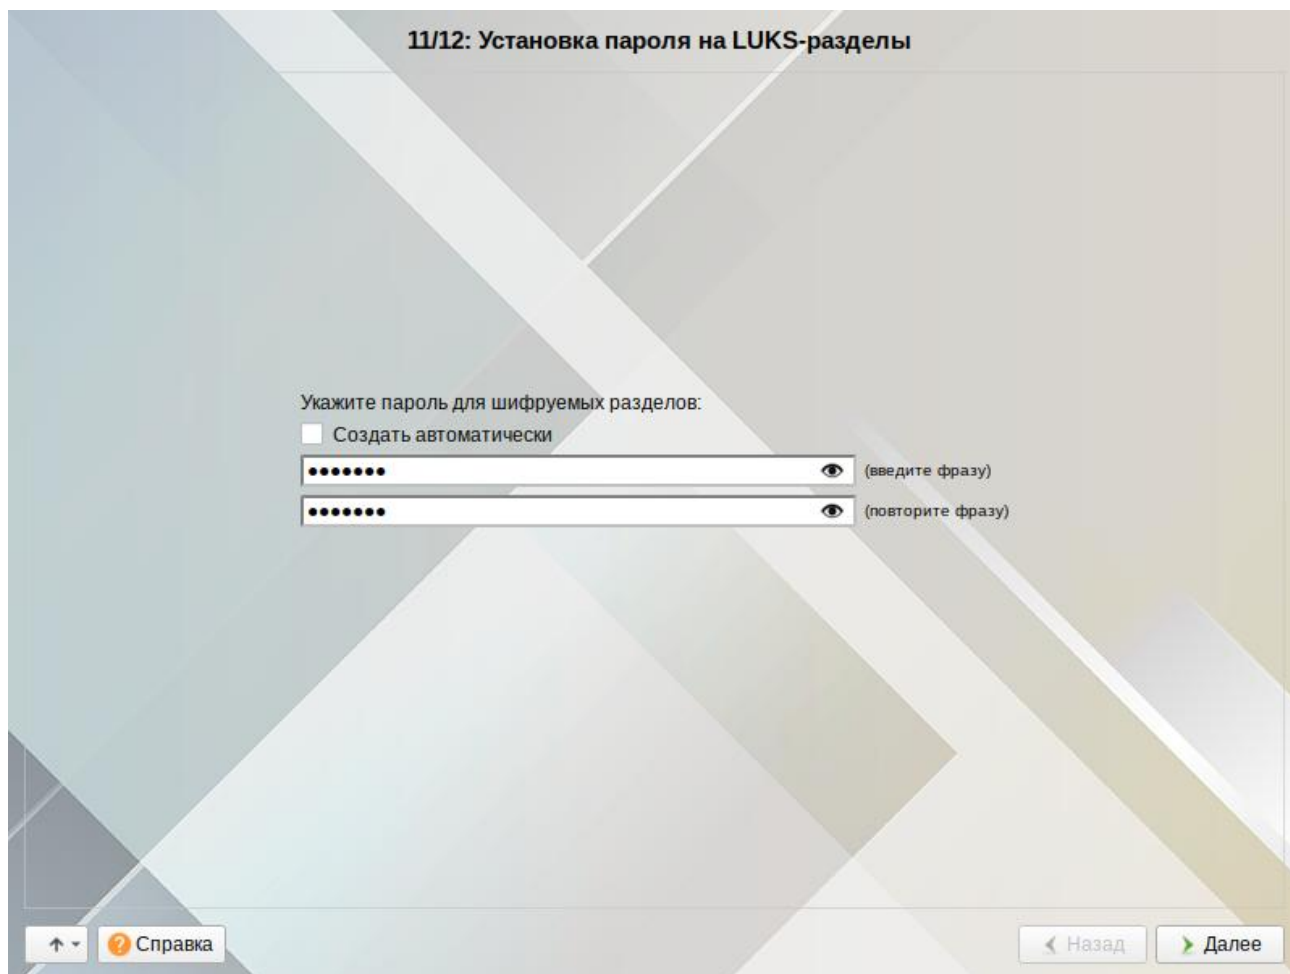 11/12: Установка пароля на LUKS-разделы
Укажите пароль для шифруемых разделов:
Создать автоматически
••••••• (введите фразу)
••••••• (повторите фразу)
Справка
Назад
Далее